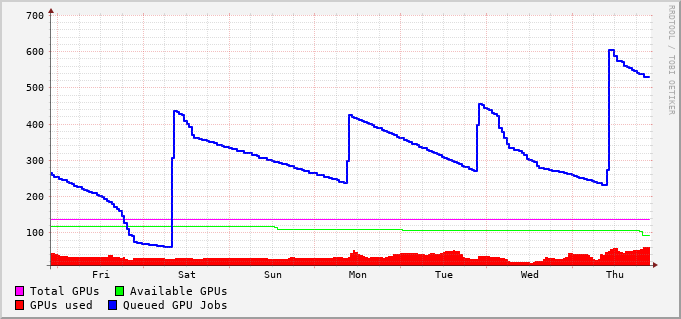 700
600
500
400
300
200
100
Fri Sat Sun Mon Tue Wed Thu
Total GPUs Available GPUs
GPUs used Queued GPU Jobs
RRDTOOL / TOBI OETIKER